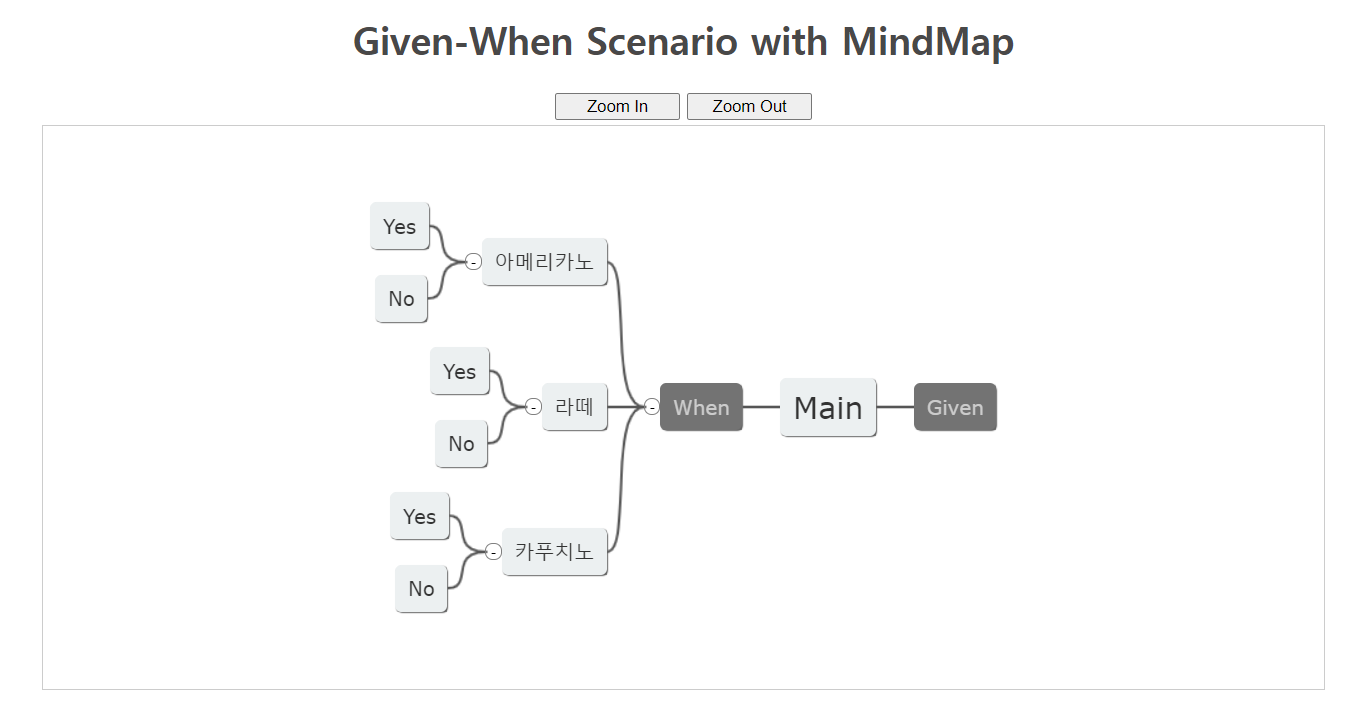 Given-When Scenario with MindMap
Zoom In
Zoom Out
Yes
No
-
아메리카노
Yes
No
-
라떼
Yes
No
-
카푸치노
-
When
Main
Given